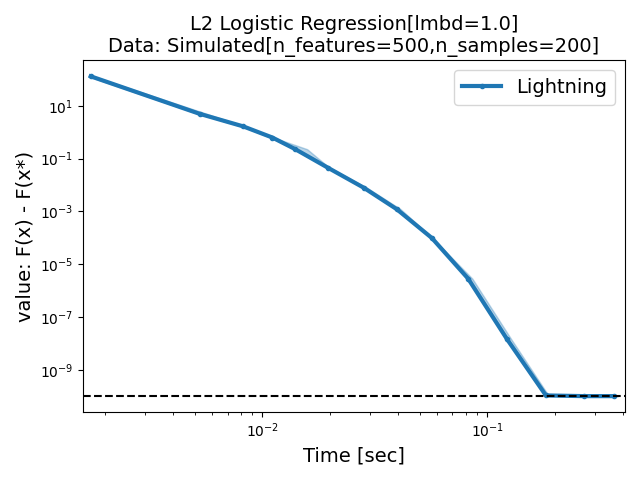 L2 Logistic Regression[lmbd=1.0]
Data: Simulated[n_features=500,n_samples=200]
Lightning
value: F(x) - F(x*)
10¹
10⁻¹
10⁻³
10⁻⁵
10⁻⁷
10⁻⁹
10⁻² 10⁻¹
Time [sec]